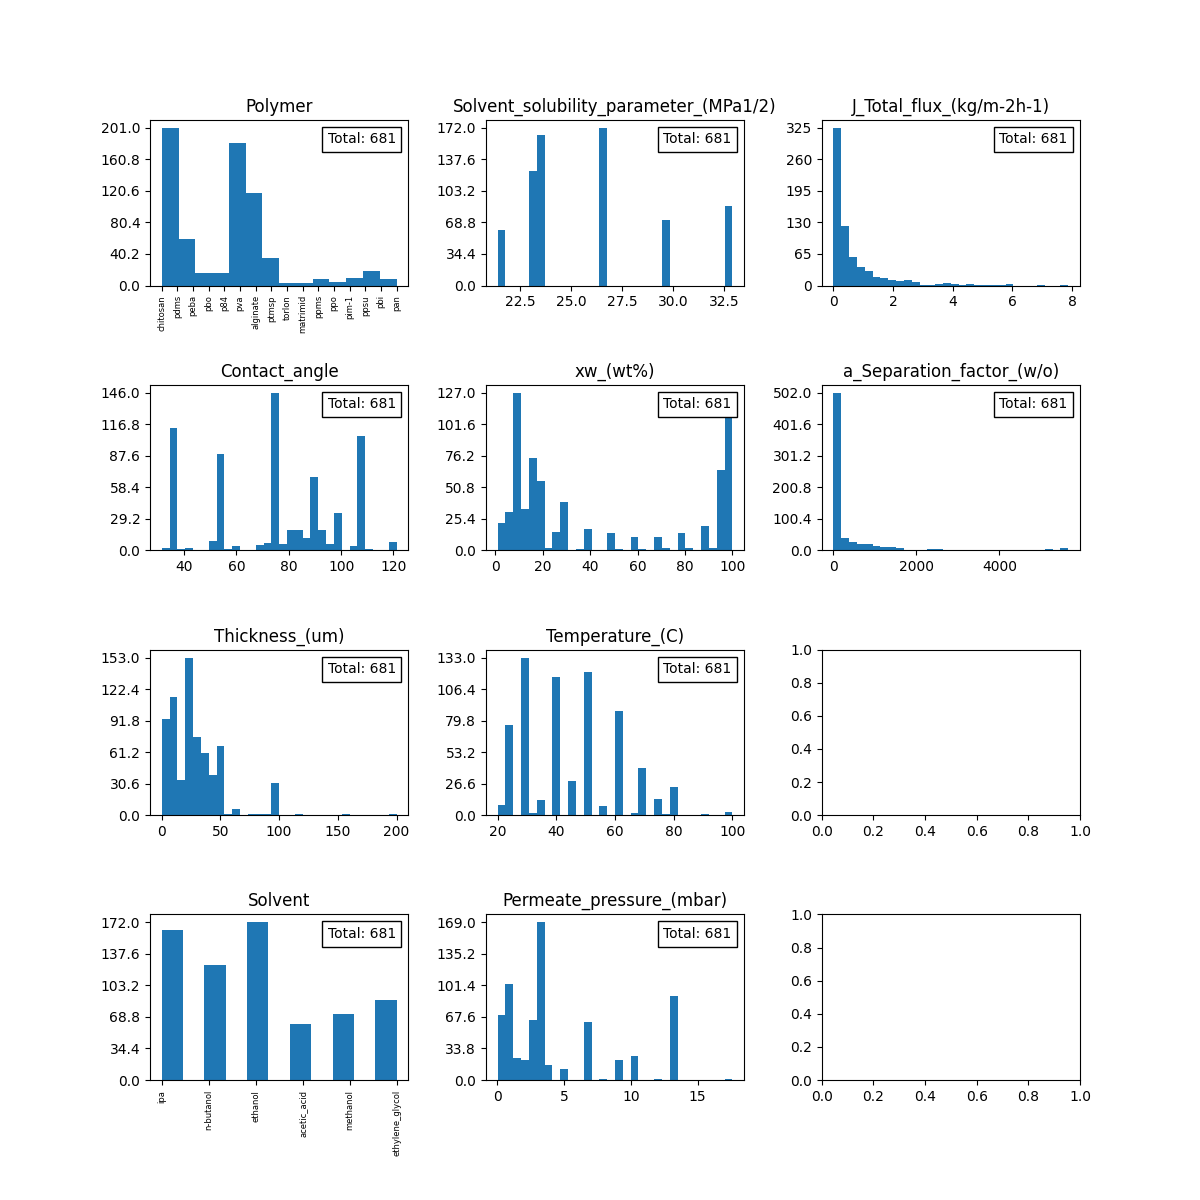 Polymer
Total: 681
201.0
160.8
120.6
80.4
40.2
0.0
chitosan
pdms
peba
pbo
p84
pva
alginate
ptmsp
torlon
matrimid
ppms
ppo
pim-1
ppsu
pbi
pan
Solvent_solubility_parameter_(MPa1/2)
Total: 681
172.0
137.6
103.2
68.8
34.4
0.0
22.5 25.0 27.5 30.0 32.5
J_Total_flux_(kg/m-2h-1)
Total: 681
325
260
195
130
65
0
0 2 4 6 8
Contact_angle
Total: 681
146.0
116.8
87.6
58.4
29.2
0.0
40 60 80 100 120
xw_(wt%)
Total: 681
127.0
101.6
76.2
50.8
25.4
0.0
0 20 40 60 80 100
a_Separation_factor_(w/o)
Total: 681
502.0
401.6
301.2
200.8
100.4
0.0
0 2000 4000
Thickness_(um)
Total: 681
153.0
122.4
91.8
61.2
30.6
0.0
0 50 100 150 200
Temperature_(C)
Total: 681
133.0
106.4
79.8
53.2
26.6
0.0
20 40 60 80 100
1.0
0.8
0.6
0.4
0.2
0.0
0.0 0.2 0.4 0.6 0.8 1.0
Solvent
Total: 681
172.0
137.6
103.2
68.8
34.4
0.0
ipa
n-butanol
ethanol
acetic_acid
methanol
ethylene_glycol
Permeate_pressure_(mbar)
Total: 681
169.0
135.2
101.4
67.6
33.8
0.0
0 5 10 15
1.0
0.8
0.6
0.4
0.2
0.0
0.0 0.2 0.4 0.6 0.8 1.0